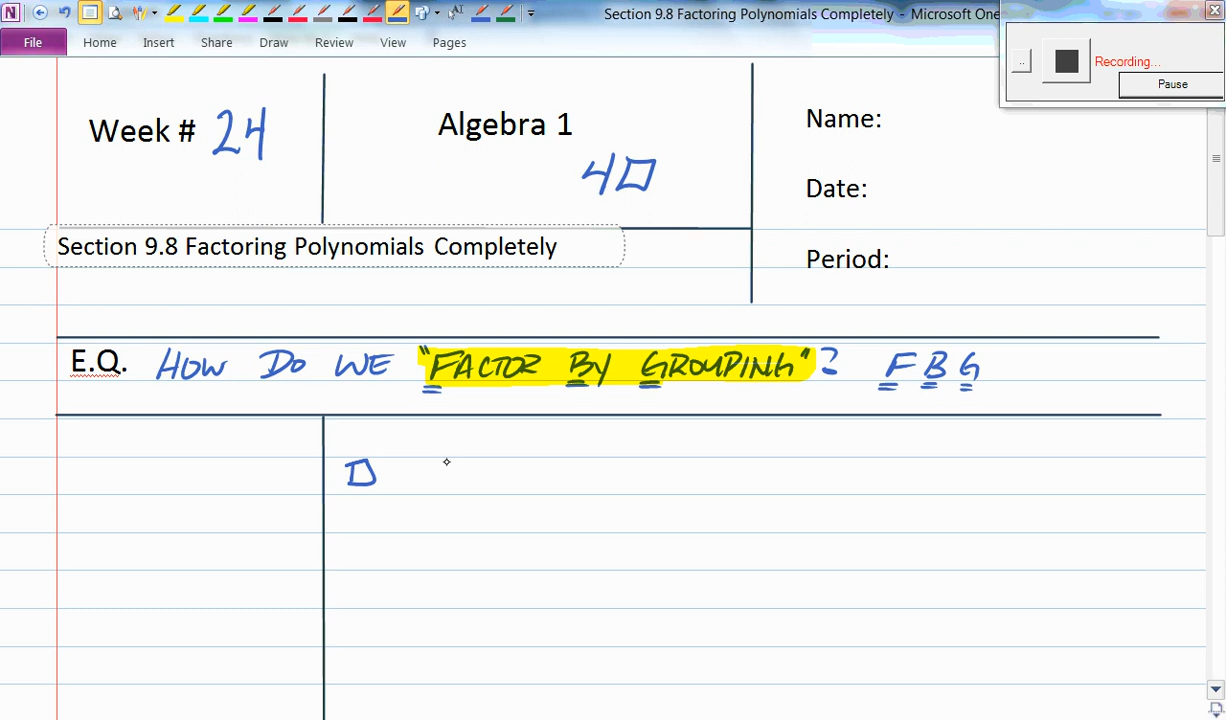 Section 9.8 Factoring Polynomials Completely - Microsoft One
File Home Insert Share Draw Review View Pages
Recording...
Pause
Week # 24
Algebra 1
40
Name:
Date:
Period:
Section 9.8 Factoring Polynomials Completely
E.Q. HOW DO WE "FACTOR BY GROUPING"? FBG